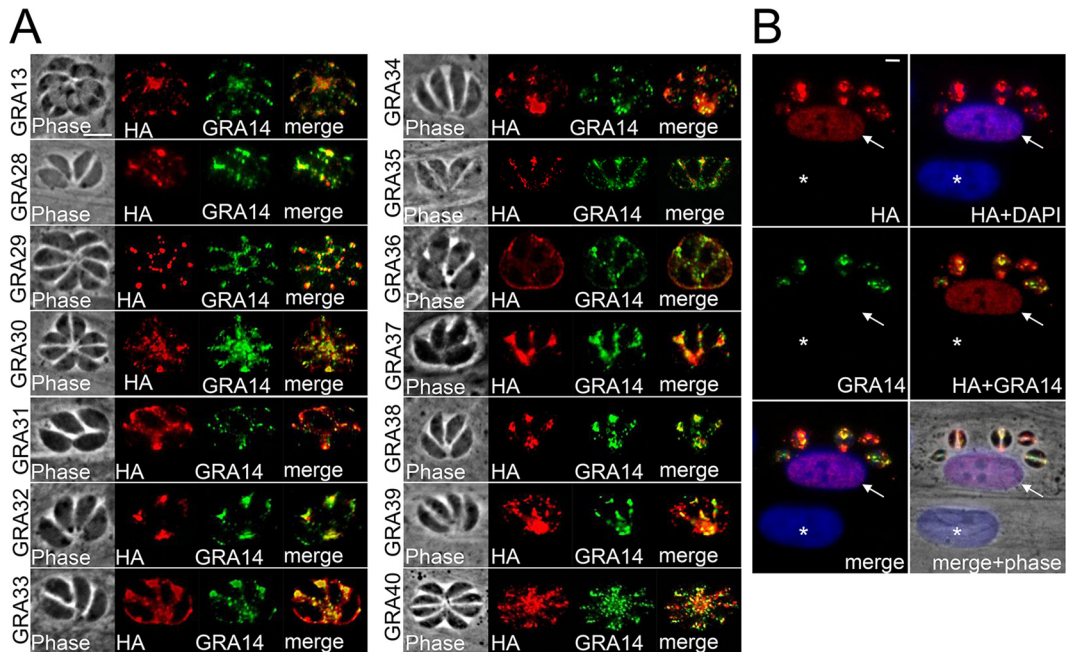 A
GRA13 Phase HA GRA14 merge
GRA28 Phase HA GRA14 merge
GRA29 Phase HA GRA14 merge
GRA30 Phase HA GRA14 merge
GRA31 Phase HA GRA14 merge
GRA32 Phase HA GRA14 merge
GRA33 Phase HA GRA14 merge
GRA34 Phase HA GRA14 merge
GRA35 Phase HA GRA14 merge
GRA36 Phase HA GRA14 merge
GRA37 Phase HA GRA14 merge
GRA38 Phase HA GRA14 merge
GRA39 Phase HA GRA14 merge
GRA40 Phase HA GRA14 merge
B
* *
HA HA+DAPI
* *
GRA14 HA+GRA14
* *
merge merge+phase